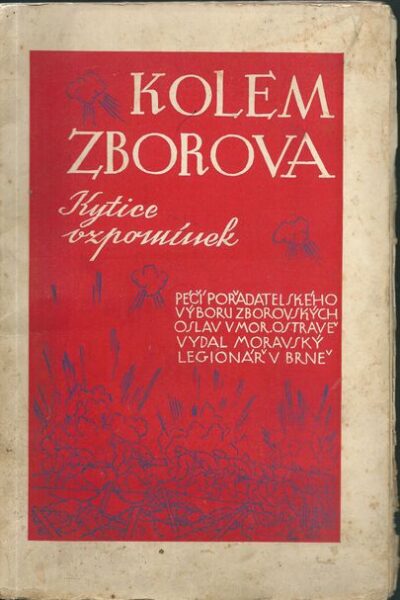 KOLEM
ZBOROVA
Kytice
vzpomínek
PEČÍ POŘADATELSKÉHO
VÝBORU ZBOROVSKÝCH
OSLAV V MOR. OSTRAVĚ
VYDAL MORAVSKÝ
LEGIONÁŘ V BRNĚ